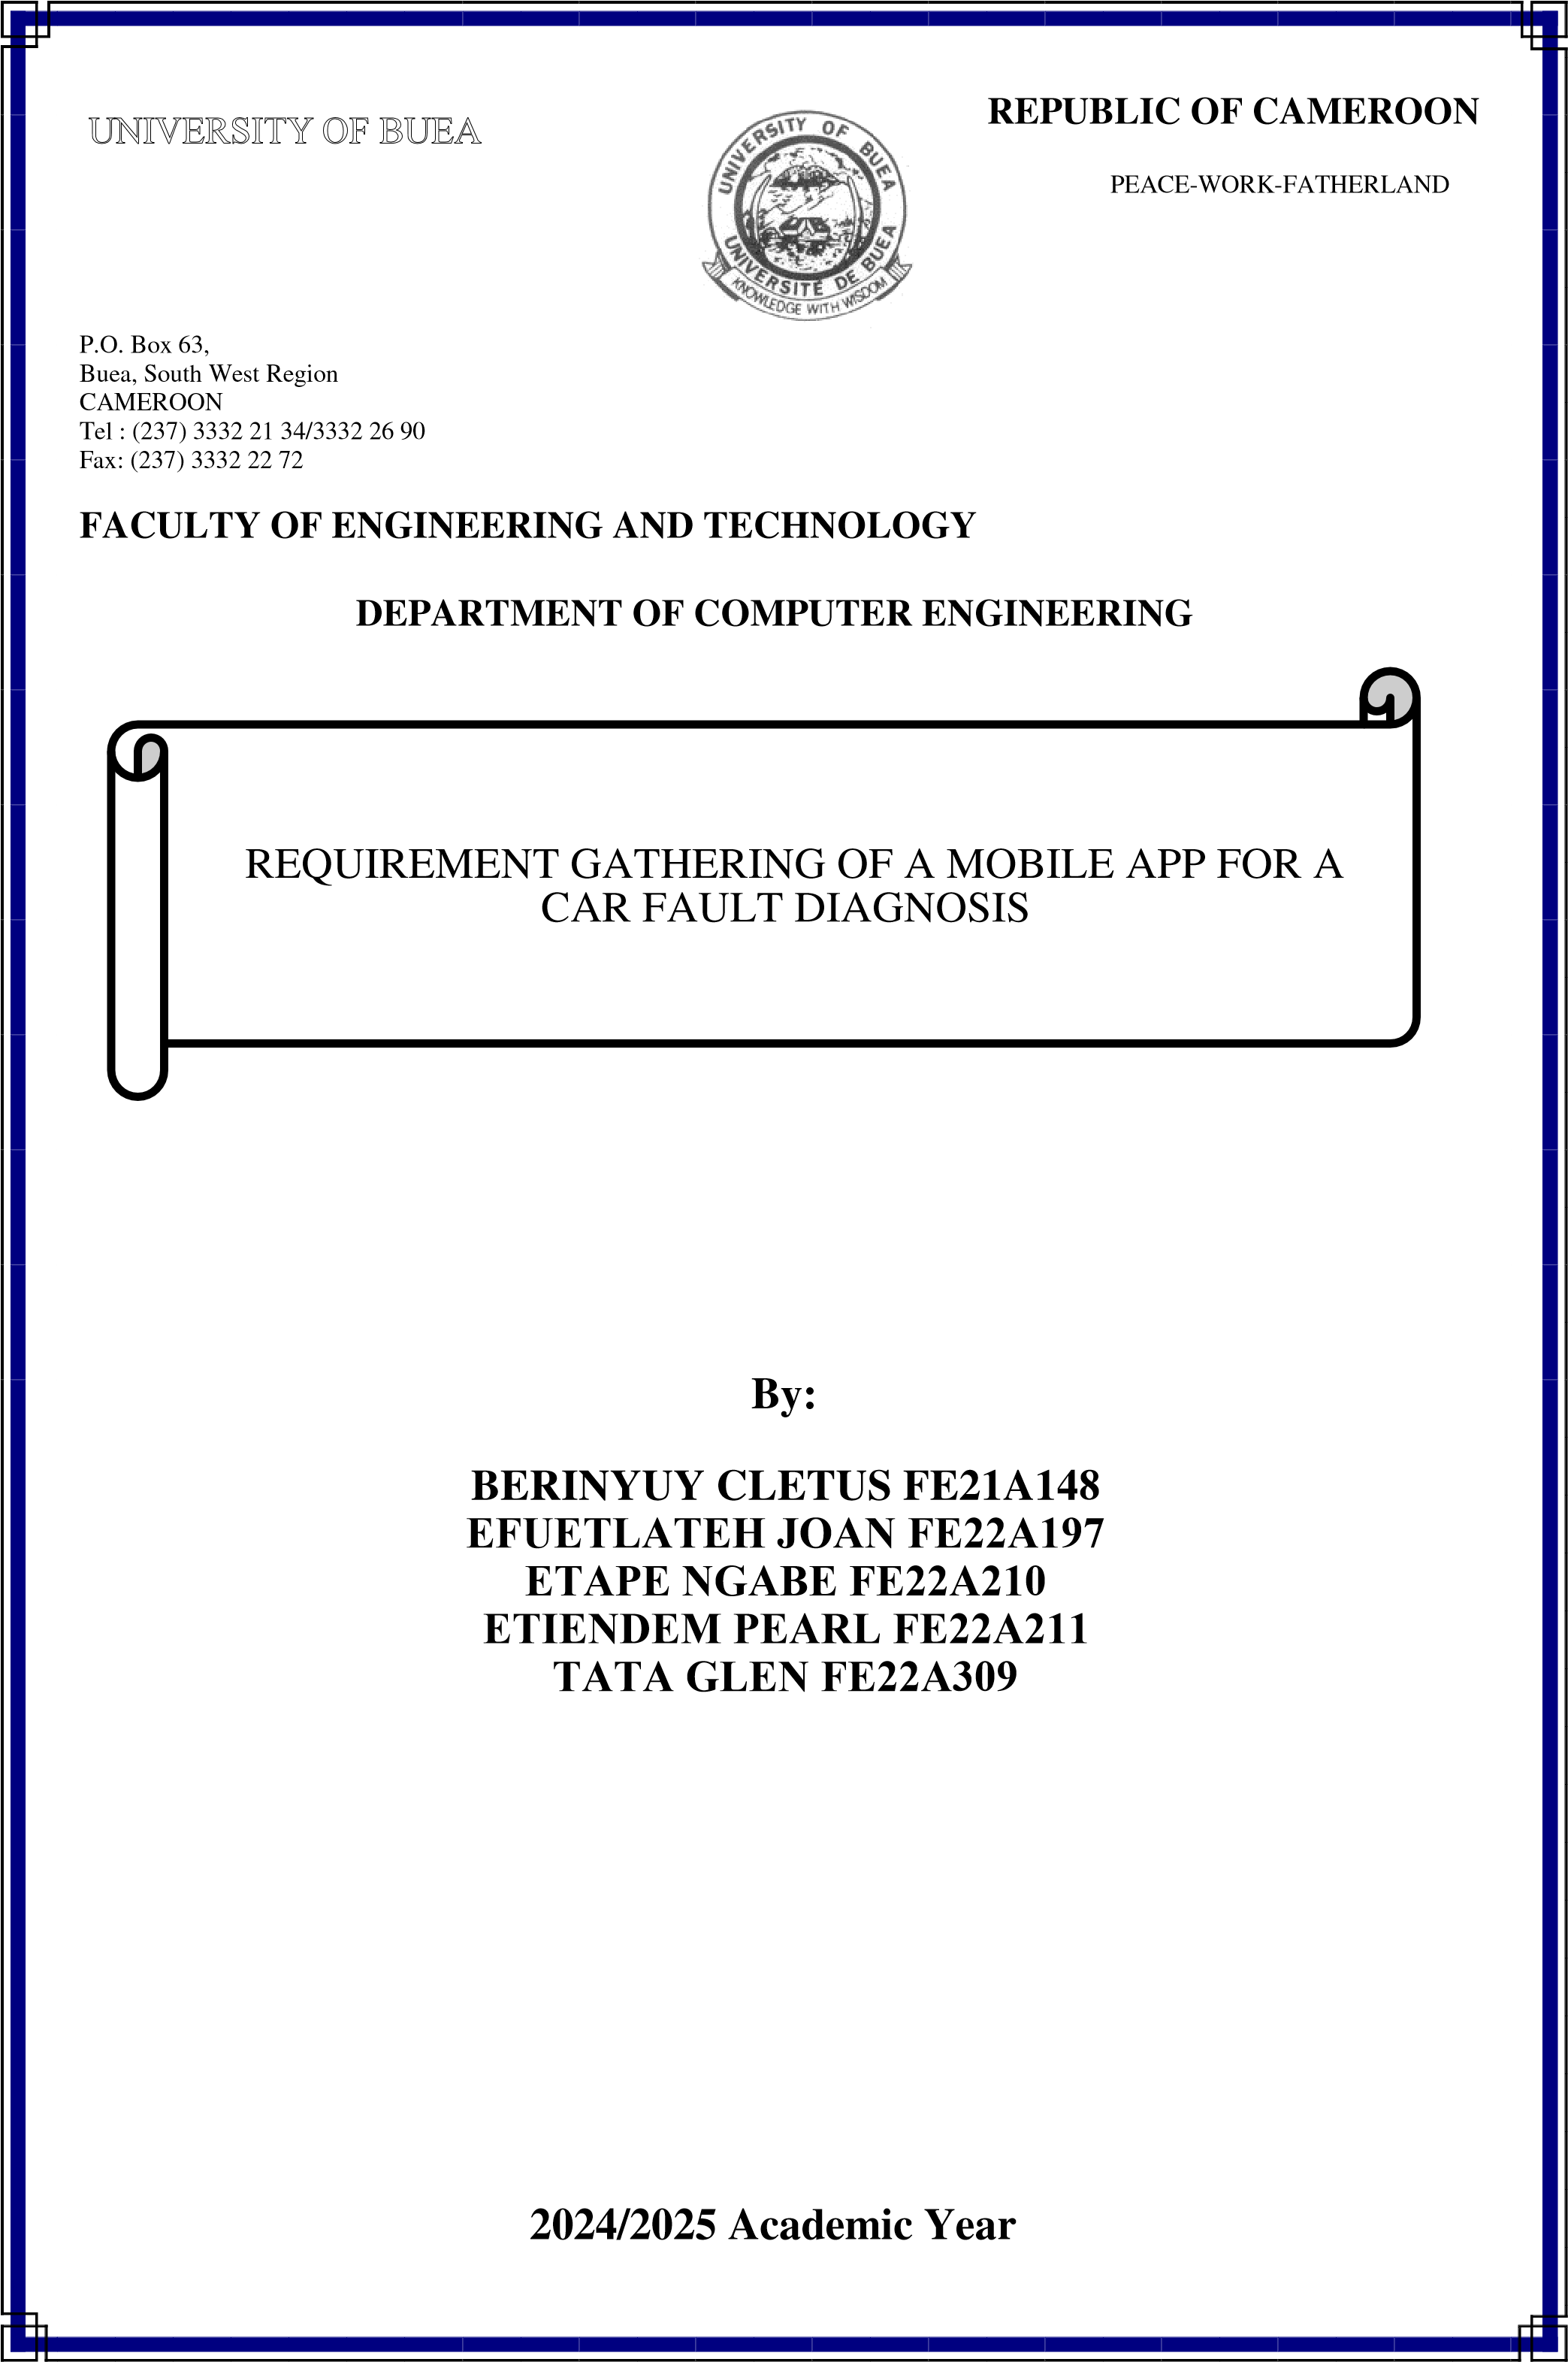 UNIVERSITY OF BUEA
REPUBLIC OF CAMEROON
PEACE-WORK-FATHERLAND
UNIVERSITY OF BUEA
UNIVERSITÉ DE BUEA
KNOWLEDGE WITH WISDOM
P.O. Box 63,
Buea, South West Region
CAMEROON
Tel : (237) 3332 21 34/3332 26 90
Fax: (237) 3332 22 72
FACULTY OF ENGINEERING AND TECHNOLOGY
DEPARTMENT OF COMPUTER ENGINEERING
REQUIREMENT GATHERING OF A MOBILE APP FOR A
CAR FAULT DIAGNOSIS
By:
BERINYUY CLETUS FE21A148
EFUETLATEH JOAN FE22A197
ETAPE NGABE FE22A210
ETIENDEM PEARL FE22A211
TATA GLEN FE22A309
2024/2025 Academic Year